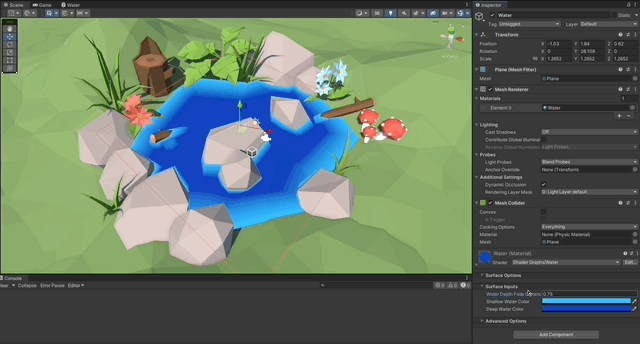 Scene Game Water
Console
Collapse Error Pause Editor
Inspector
Water
Tag Untagged Layer Default
Transform
Position X -1.03 Y 1.84 Z 0.62
Rotation X 0 Y 28.108 Z 0
Scale X 1.2652 Y 1.2652 Z 1.2652
Plane (Mesh Filter)
Mesh Plane
Mesh Renderer
Materials 1
Element 0 Water
Lighting
Cast Shadows Off
Contribute Global Illumination
Receive Global Illumination Light Probes
Probes
Light Probes Blend Probes
Anchor Override None (Transform)
Additional Settings
Dynamic Occlusion
Rendering Layer Mask Light Layer default
Mesh Collider
Convex
Is Trigger
Cooking Options Everything
Material None (Physic Material)
Mesh Plane
Water (Material)
Shader Shader Graphs/Water Edit...
Surface Options
Surface Inputs
Water Depth Fade 0.75
Shallow Water Color
Deep Water Color
Advanced Options
Add Component